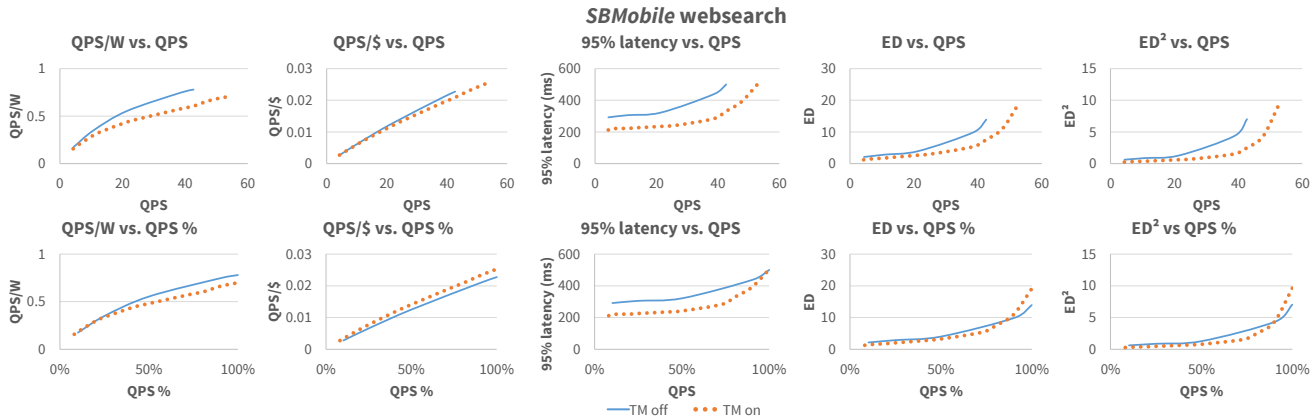 SBMobile websearch
QPS/W vs. QPS
QPS/W
1
0.5
0
0 20 40 60
QPS
QPS/$ vs. QPS
QPS/$
0.03
0.02
0.01
0
0 20 40 60
QPS
95% latency vs. QPS
95% latency (ms)
600
400
200
0
0 20 40 60
QPS
ED vs. QPS
ED
30
20
10
0
0 20 40 60
QPS
ED² vs. QPS
ED²
15
10
5
0
0 20 40 60
QPS
QPS/W vs. QPS %
QPS/W
1
0.5
0
0% 50% 100%
QPS %
QPS/$ vs. QPS %
QPS/$
0.03
0.02
0.01
0
0% 50% 100%
QPS %
95% latency vs. QPS
95% latency (ms)
600
400
200
0
0% 50% 100%
QPS
ED vs. QPS %
ED
30
20
10
0
0% 50% 100%
QPS %
ED² vs QPS %
ED²
15
10
5
0
0% 50% 100%
QPS %
TM off TM on